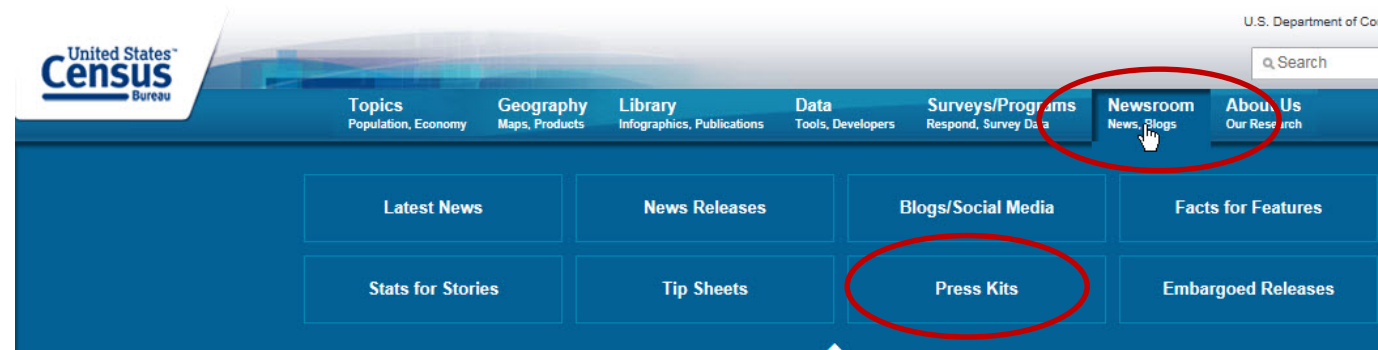 U.S. Department of Co
United States™
Census
Bureau
Search
Topics
Population, Economy
Geography
Maps, Products
Library
Infographics, Publications
Data
Tools, Developers
Surveys/Programs
Respond, Survey Data
Newsroom
News, Blogs
About Us
Our Research
Latest News
News Releases
Blogs/Social Media
Facts for Features
Stats for Stories
Tip Sheets
Press Kits
Embargoed Releases